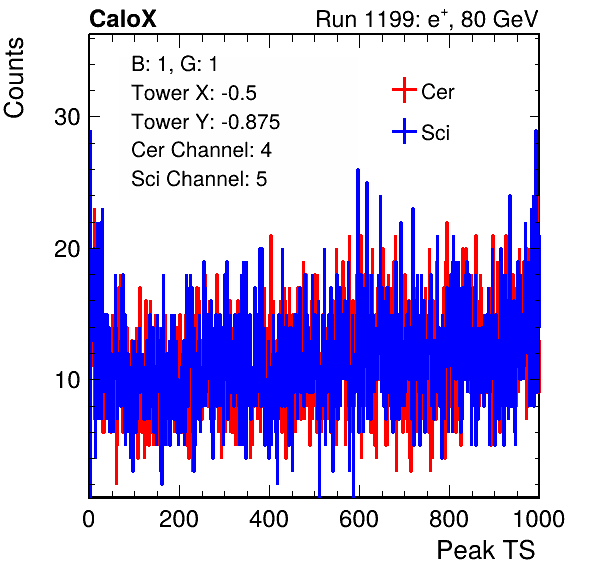 CaloX Run 1199: e⁺, 80 GeV
Counts
B: 1, G: 1
Tower X: -0.5
Tower Y: -0.875
Cer Channel: 4
Sci Channel: 5
Cer
Sci
30
20
10
0 200 400 600 800 1000
Peak TS